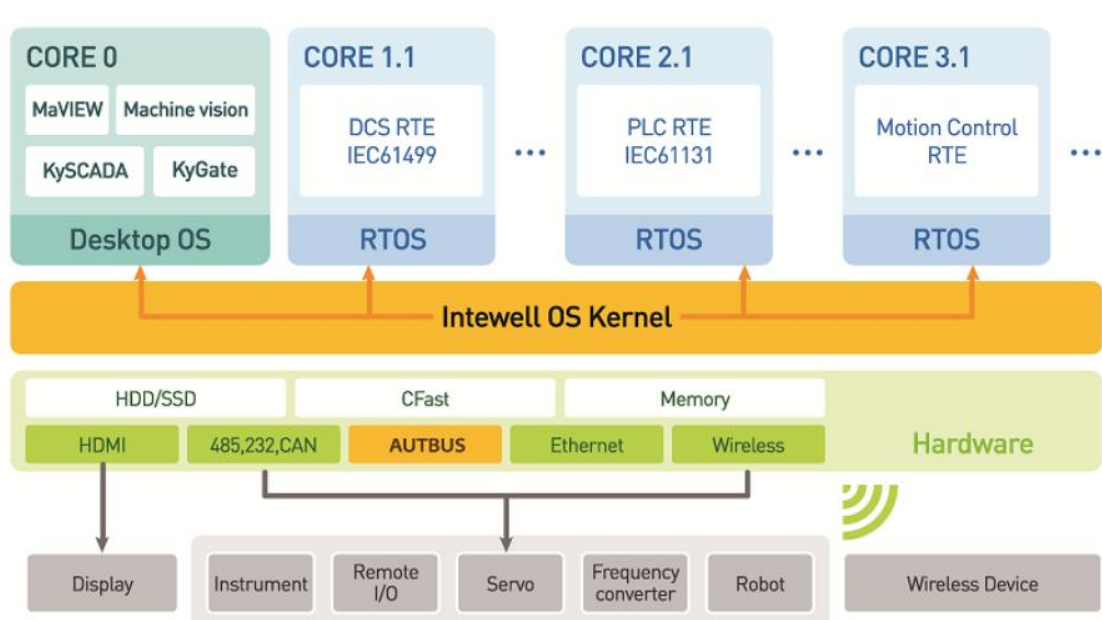 CORE 0
MaVIEW
Machine vision
KySCADA
KyGate
Desktop OS
CORE 1.1
DCS RTE
IEC61499
RTOS
...
CORE 2.1
PLC RTE
IEC61131
RTOS
...
CORE 3.1
Motion Control
RTE
RTOS
...
Intewell OS Kernel
HDD/SSD
CFast
Memory
HDMI
485,232,CAN
AUTBUS
Ethernet
Wireless
Hardware
Display
Instrument
Remote
I/O
Servo
Frequency
converter
Robot
Wireless Device